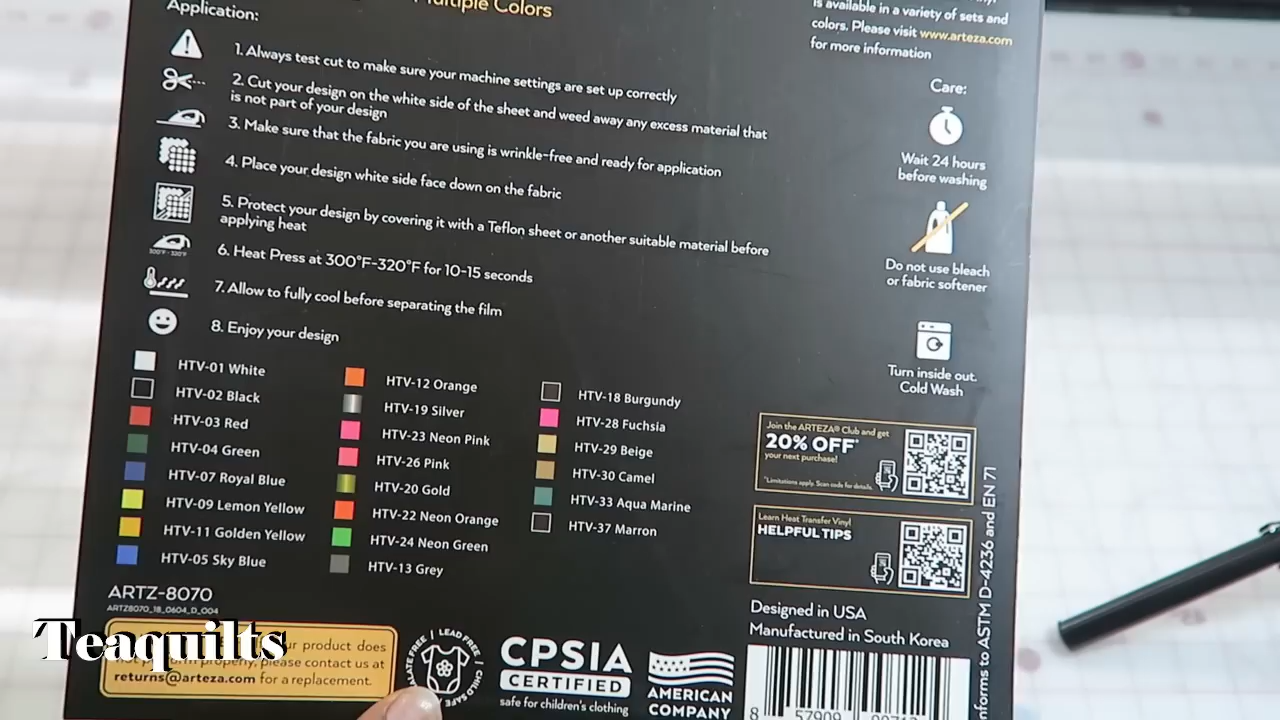 Multiple Colors
Application:
1. Always test cut to make sure your machine settings are set up correctly
2. Cut your design on the white side of the sheet and weed away any excess material that
is not part of your design
3. Make sure that the fabric you are using is wrinkle-free and ready for application
4. Place your design white side face down on the fabric
5. Protect your design by covering it with a Teflon sheet or another suitable material before
applying heat
300°F - 320°F
6. Heat Press at 300°F-320°F for 10-15 seconds
7. Allow to fully cool before separating the film
8. Enjoy your design
HTV-01 White
HTV-02 Black
HTV-03 Red
HTV-04 Green
HTV-07 Royal Blue
HTV-09 Lemon Yellow
HTV-11 Golden Yellow
HTV-05 Sky Blue
HTV-12 Orange
HTV-19 Silver
HTV-23 Neon Pink
HTV-26 Pink
HTV-20 Gold
HTV-22 Neon Orange
HTV-24 Neon Green
HTV-13 Grey
HTV-18 Burgundy
HTV-28 Fuchsia
HTV-29 Beige
HTV-30 Camel
HTV-33 Aqua Marine
HTV-37 Marron
is available in a variety of sets and
colors. Please visit www.arteza.com
for more information
Care:
Wait 24 hours
before washing
Do not use bleach
or fabric softener
Turn inside out.
Cold Wash
Join the ARTEZA® Club and get
20% OFF*
your next purchase!
*Limitations apply. Scan code for details.
Learn Heat Transfer Vinyl
HELPFUL TIPS
Designed in USA
Manufactured in South Korea
to ASTM D-4236 and EN 71
ARTZ-8070
ARTZ8070_18_0604_D_004
Teaquilts
product does
please contact us at
returns@arteza.com for a replacement.
LEAD FREE
CHILD SAFE
CPSIA
CERTIFIED
safe for children's clothing
AMERICAN
COMPANY
8 57909